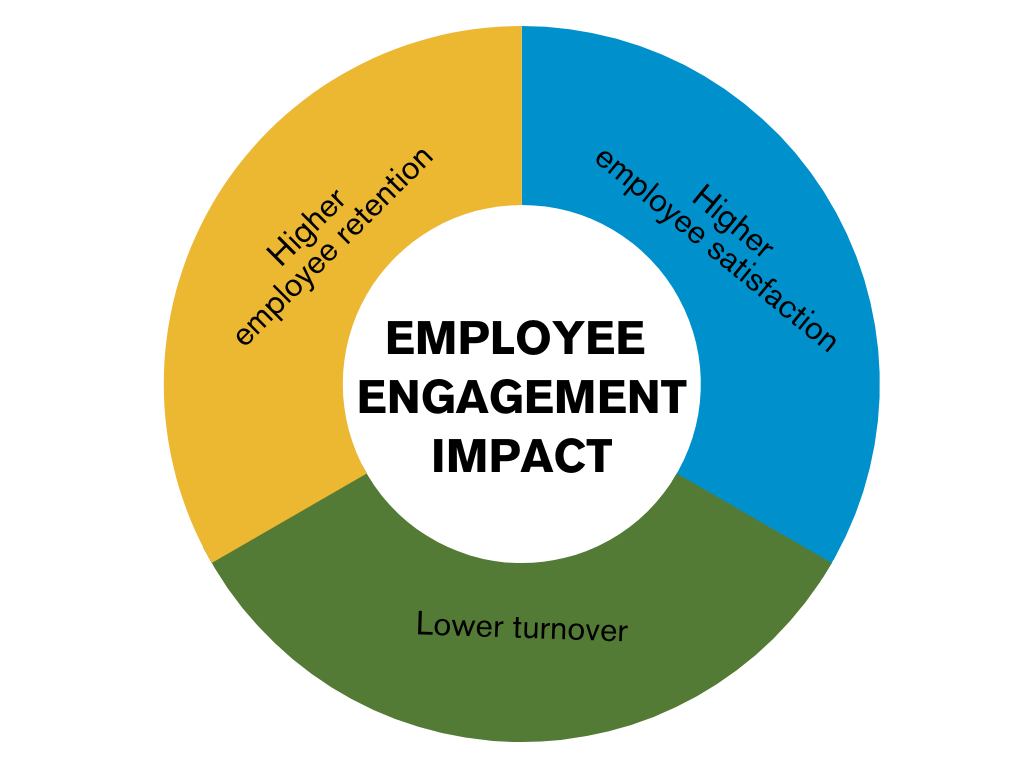 Higher
employee retention
Higher
employee satisfaction
EMPLOYEE
ENGAGEMENT
IMPACT
Lower turnover